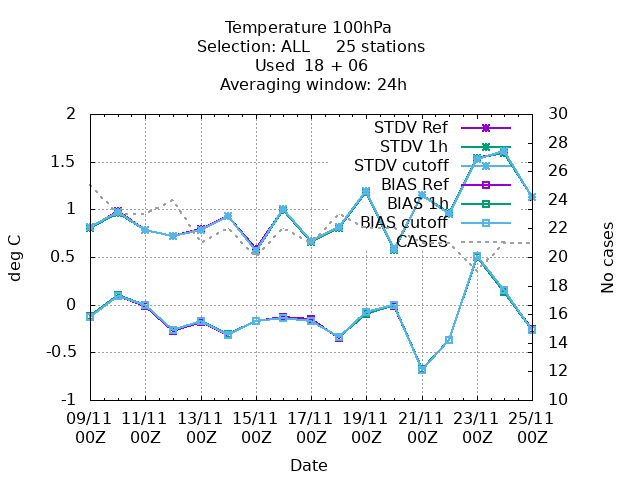 Temperature 100hPa
Selection: ALL     25 stations
Used  18 + 06
Averaging window: 24h
2
1.5
1
0.5
0
-0.5
-1
deg C
STDV Ref
STDV 1h
STDV cutoff
BIAS Ref
BIAS 1h
BIAS cutoff
CASES
30
28
26
24
22
20
18
16
14
12
10
No cases
09/11 11/11 13/11 15/11 17/11 19/11 21/11 23/11 25/11
00Z 00Z 00Z 00Z 00Z 00Z 00Z 00Z 00Z
Date